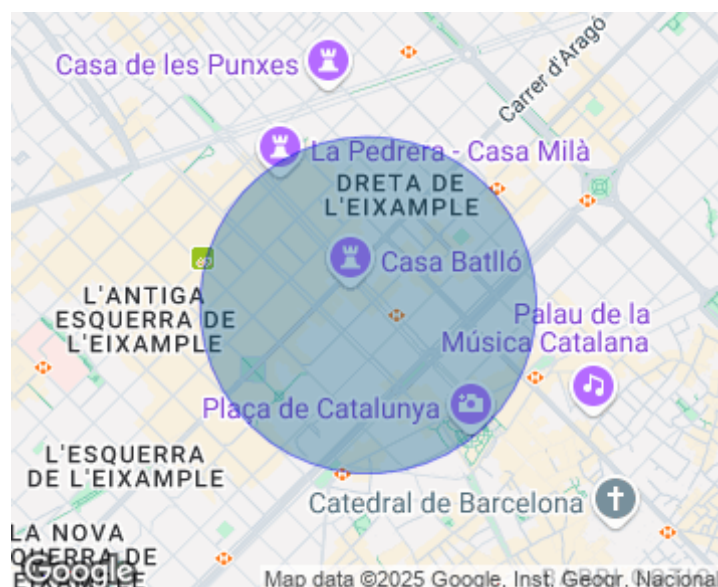 Casa de les Punxes
Carrer d'Aragó
La Pedrera - Casa Milà
DRETA DE
L'EIXAMPLE
Casa Batlló
L'ANTIGA
ESQUERRA DE
L'EIXAMPLE
Palau de la
Música Catalana
Plaça de Catalunya
L'ESQUERRA
DE L'EIXAMPLE
Catedral de Barcelona
LA NOVA
Google
Map data ©2025 Google, Inst. Geogr. Nacional